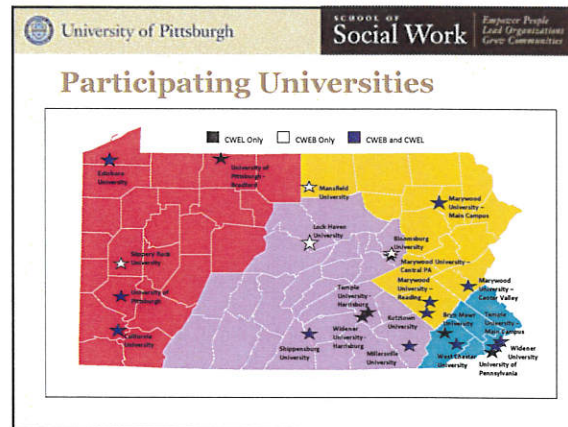 University of Pittsburgh
SCHOOL OF
Social Work
Empower People
Lead Organizations
Grow Communities
Participating Universities
CWEL Only
CWEB Only
CWEB and CWEL
Edinboro
University
University of
Pittsburgh -
Bradford
Mansfield
University
Marywood
University –
Main Campus
Lock Haven
University
Bloomsburg
University
Marywood University –
Central PA
Slippery Rock
University
Temple
University-
Harrisburg
Marywood
University –
Reading
Marywood
University –
Center Valley
University of
Pittsburgh
Kutztown
University
Bryn Mawr
University
Temple
University -
Main Campus
California
University
Shippensburg
University
Widener
University-
Harrisburg
Millersville
University
West Chester
University
Widener
University
University of
Pennsylvania